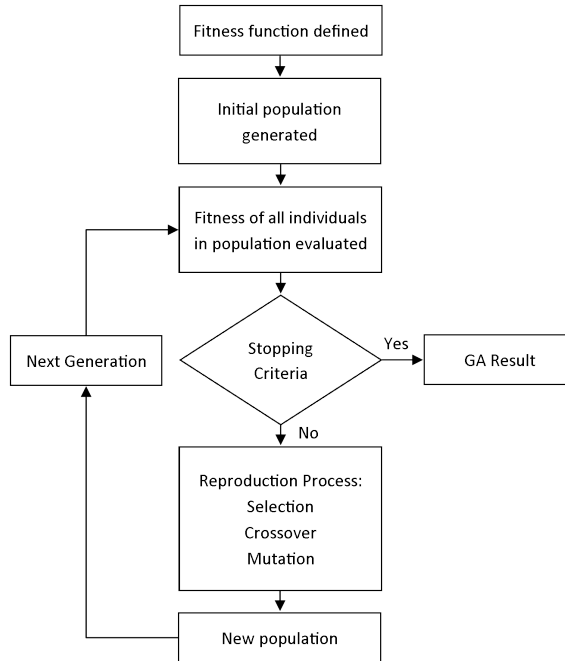 Fitness function defined
Initial population
generated
Fitness of all individuals
in population evaluated
Next Generation
Stopping
Criteria
Yes
GA Result
No
Reproduction Process:
Selection
Crossover
Mutation
New population